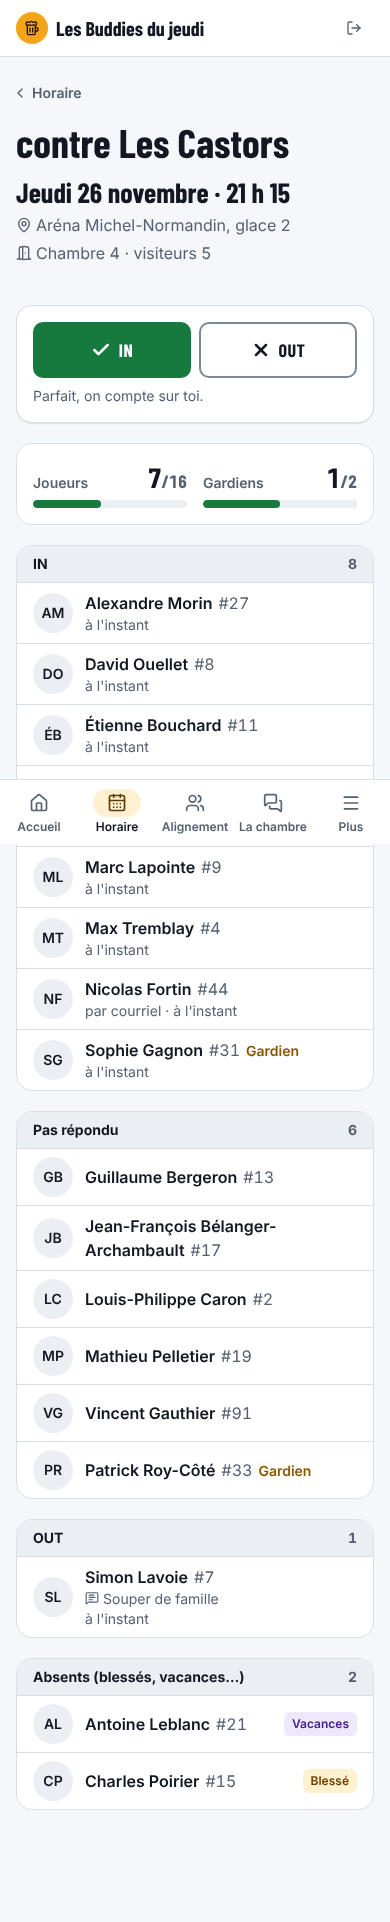 Les Buddies du jeudi
Horaire
contre Les Castors
Jeudi 26 novembre · 21 h 15
Aréna Michel-Normandin, glace 2
Chambre 4 · visiteurs 5
IN
OUT
Parfait, on compte sur toi.
Joueurs 7/16 Gardiens 1/2
IN 8
AM Alexandre Morin #27
à l'instant
DO David Ouellet #8
à l'instant
ÉB Étienne Bouchard #11
à l'instant
Accueil Horaire Alignement La chambre Plus
ML Marc Lapointe #9
à l'instant
MT Max Tremblay #4
à l'instant
NF Nicolas Fortin #44
par courriel · à l'instant
SG Sophie Gagnon #31 Gardien
à l'instant
Pas répondu 6
GB Guillaume Bergeron #13
JB Jean-François Bélanger-
Archambault #17
LC Louis-Philippe Caron #2
MP Mathieu Pelletier #19
VG Vincent Gauthier #91
PR Patrick Roy-Côté #33 Gardien
OUT 1
SL Simon Lavoie #7
Souper de famille
à l'instant
Absents (blessés, vacances…) 2
AL Antoine Leblanc #21 Vacances
CP Charles Poirier #15 Blessé